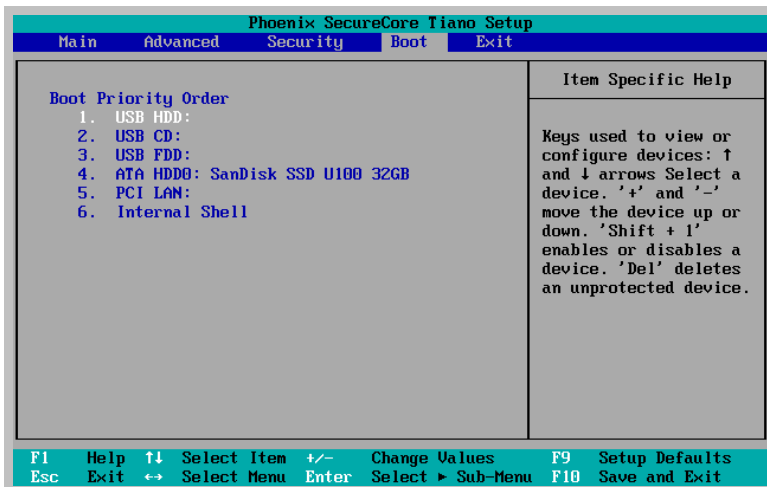 Phoenix SecureCore Tiano Setup
Main Advanced Security Boot Exit
Boot Priority Order
1. USB HDD:
2. USB CD:
3. USB FDD:
4. ATA HDD0: SanDisk SSD U100 32GB
5. PCI LAN:
6. Internal Shell
Item Specific Help
Keys used to view or
configure devices: ↑
and ↓ arrows Select a
device. '+' and '-'
move the device up or
down. 'Shift + 1'
enables or disables a
device. 'Del' deletes
an unprotected device.
F1 Help ↑↓ Select Item +/- Change Values F9 Setup Defaults
Esc Exit ↔ Select Menu Enter Select ► Sub-Menu F10 Save and Exit